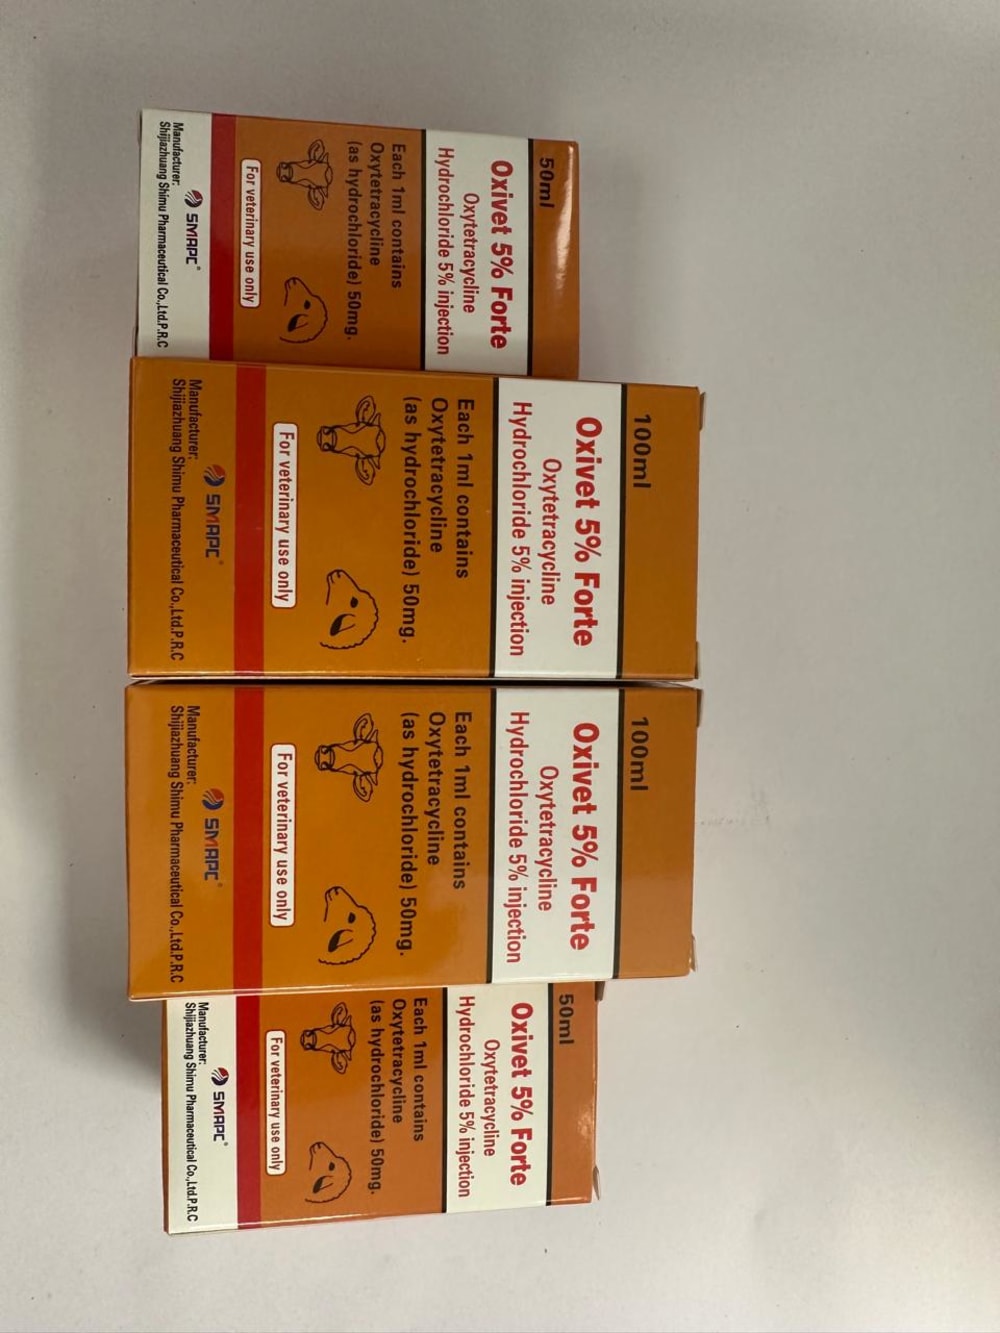 50ml
Oxivet 5% Forte
Oxytetracycline
Hydrochloride 5% injection
Each 1ml contains
Oxytetracycline
(as hydrochloride) 50mg.
For veterinary use only
SMAPC®
Manufacturer:
Shijiazhuang Shimu Pharmaceutical Co.,Ltd.P.R.C
100ml
Oxivet 5% Forte
Oxytetracycline
Hydrochloride 5% injection
Each 1ml contains
Oxytetracycline
(as hydrochloride) 50mg.
For veterinary use only
SMAPC®
Manufacturer:
Shijiazhuang Shimu Pharmaceutical Co.,Ltd.P.R.C
100ml
Oxivet 5% Forte
Oxytetracycline
Hydrochloride 5% injection
Each 1ml contains
Oxytetracycline
(as hydrochloride) 50mg.
For veterinary use only
SMAPC®
Manufacturer:
Shijiazhuang Shimu Pharmaceutical Co.,Ltd.P.R.C
50ml
Oxivet 5% Forte
Oxytetracycline
Hydrochloride 5% injection
Each 1ml contains
Oxytetracycline
(as hydrochloride) 50mg.
For veterinary use only
SMAPC®
Manufacturer:
Shijiazhuang Shimu Pharmaceutical Co.,Ltd.P.R.C